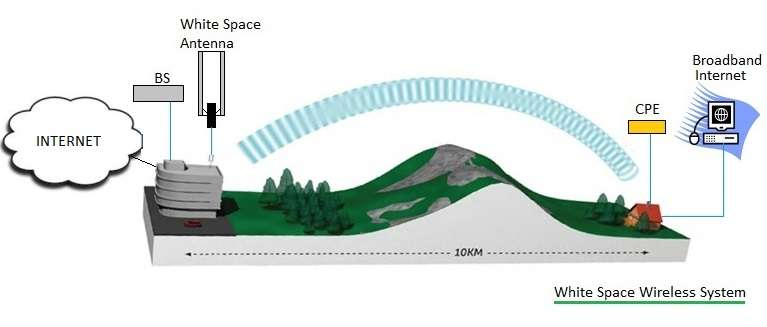 White Space
Antenna
Broadband
Internet
BS
CPE
INTERNET
10KM
White Space Wireless System